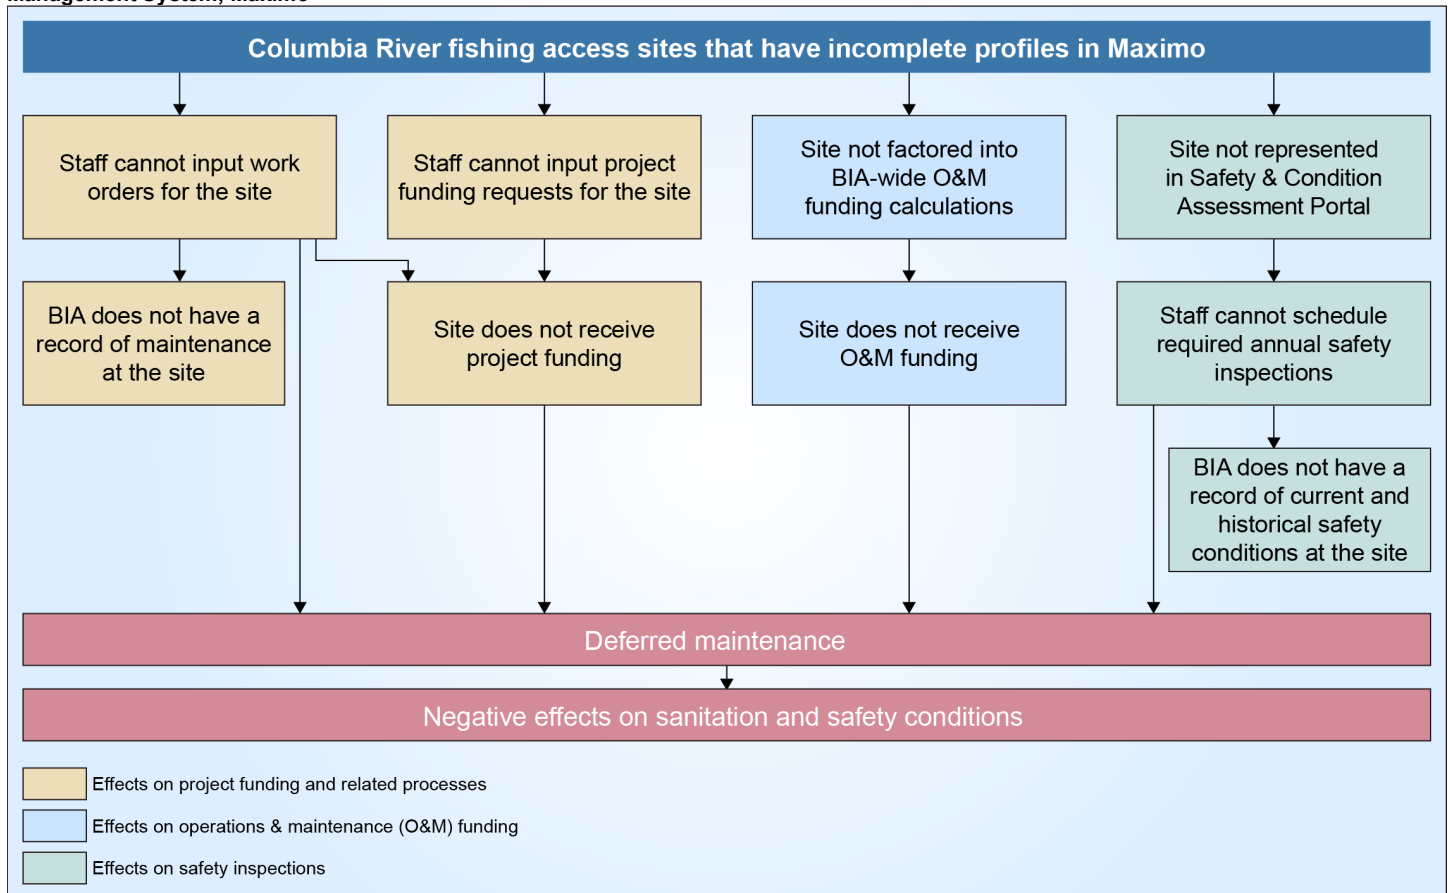 Management System, Maximo
Columbia River fishing access sites that have incomplete profiles in Maximo
Staff cannot input work
orders for the site
Staff cannot input project
funding requests for the site
Site not factored into
BIA-wide O&M
funding calculations
Site not represented
in Safety & Condition
Assessment Portal
BIA does not have a
record of maintenance
at the site
Site does not receive
project funding
Site does not receive
O&M funding
Staff cannot schedule
required annual safety
inspections
BIA does not have a
record of current and
historical safety
conditions at the site
Deferred maintenance
Negative effects on sanitation and safety conditions
Effects on project funding and related processes
Effects on operations & maintenance (O&M) funding
Effects on safety inspections